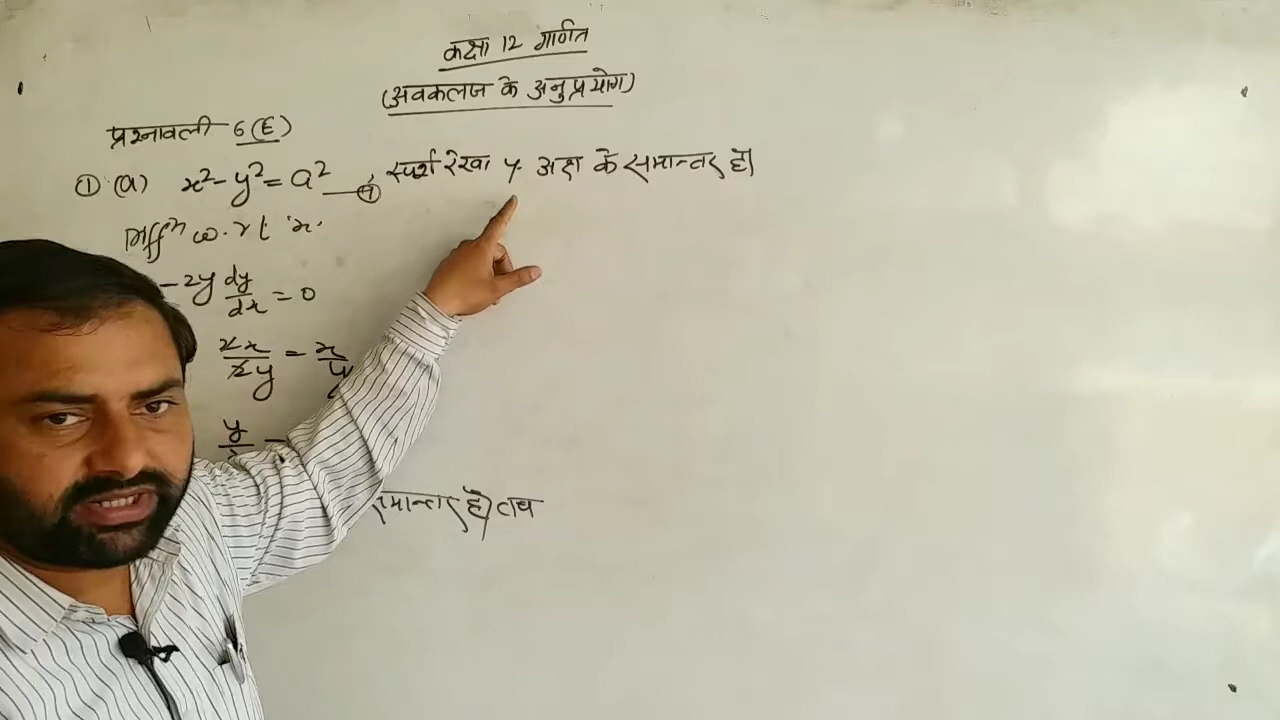 कक्षा 12 गणित
(अवकलज के अनुप्रयोग)
प्रश्नावली 6(E)
① (a) x² - y² = a² —① , स्पर्श रेखा y- अक्ष के समान्तर हो
Diffⁿ w.r.t 'x'
- 2y dy/dx = 0
2x/2y = x/y
मान्तर हो तब